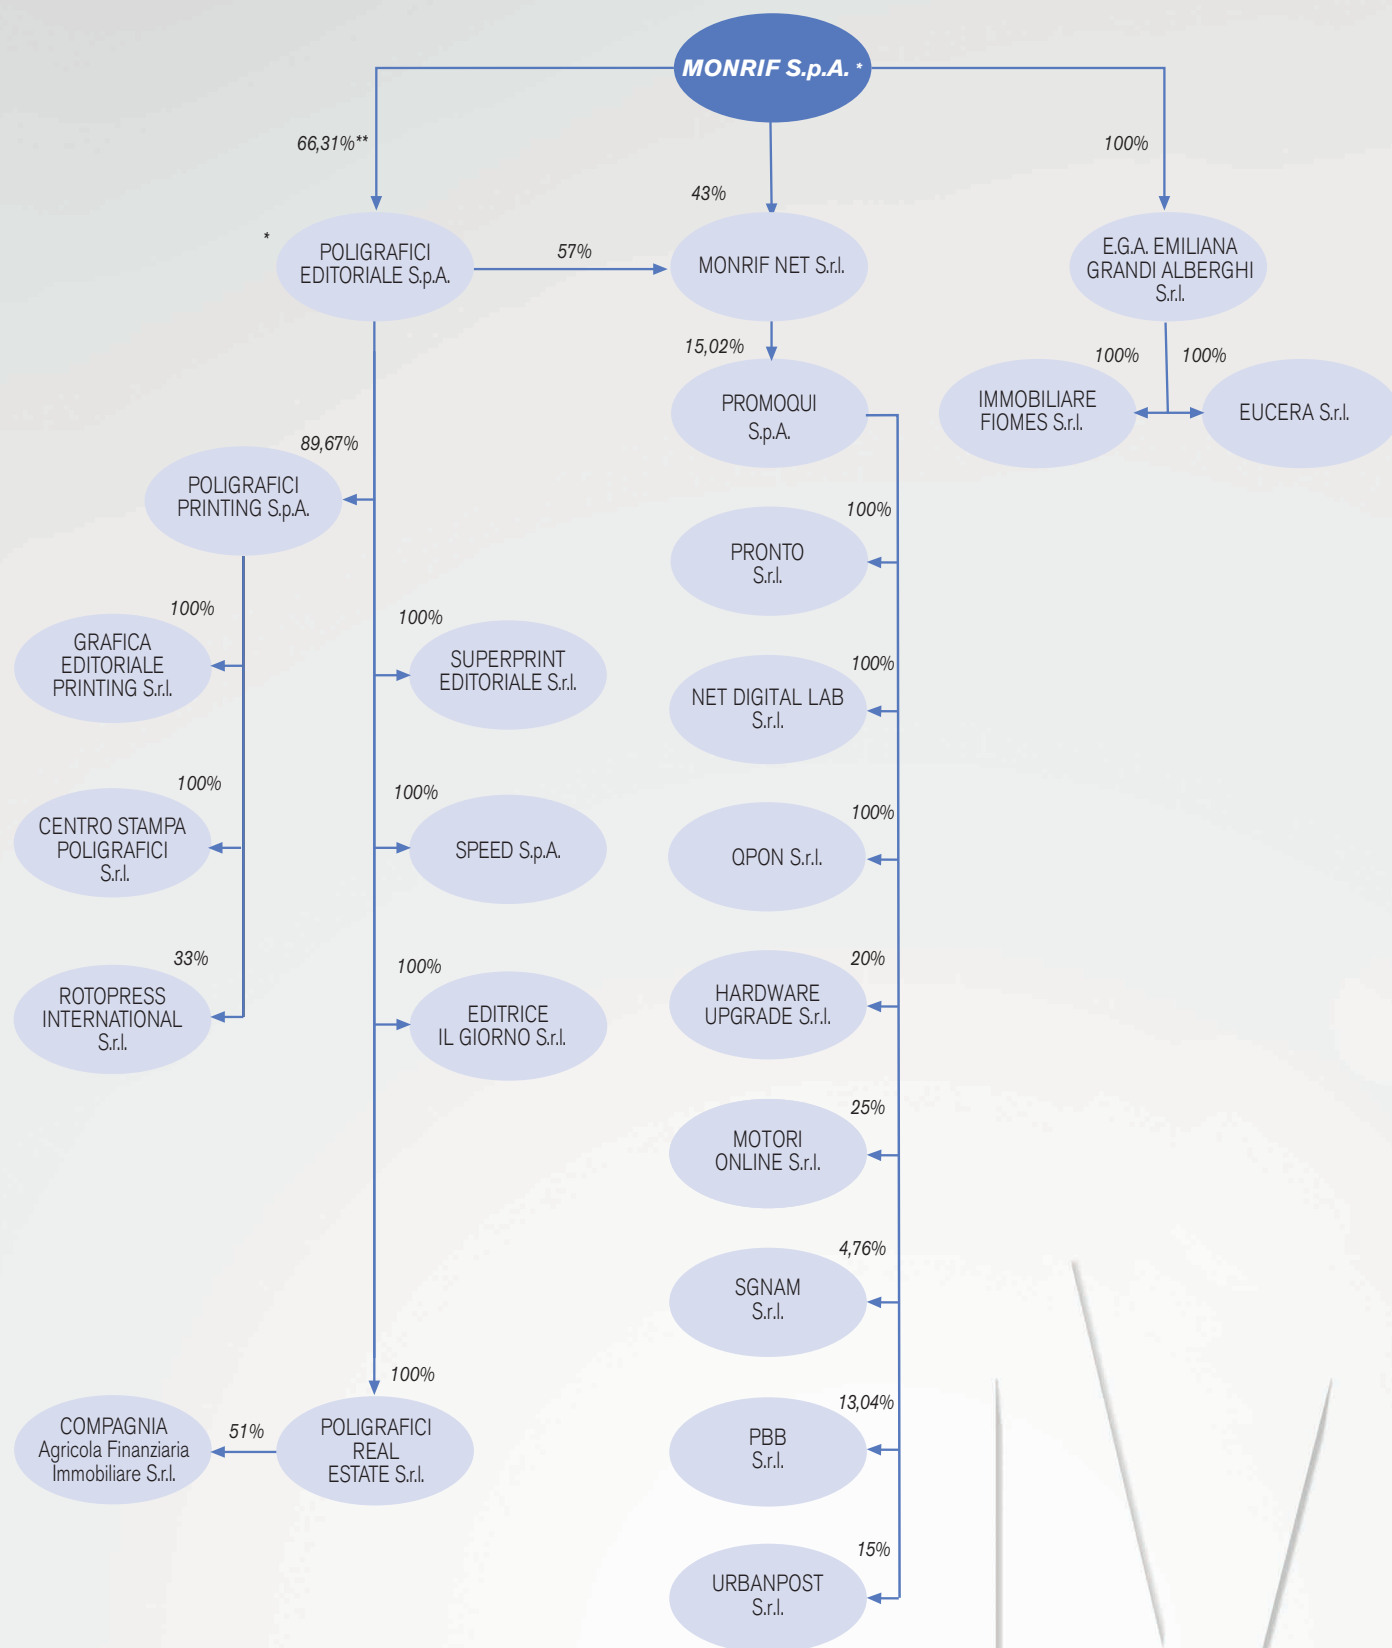 MONRIF S.p.A. *
66,31%**
100%
43%
*
POLIGRAFICI
EDITORIALE S.p.A.
57%
MONRIF NET S.r.l.
E.G.A. EMILIANA
GRANDI ALBERGHI
S.r.l.
15,02%
100%
100%
PROMOQUI
S.p.A.
IMMOBILIARE
FIOMES S.r.l.
EUCERA S.r.l.
89,67%
POLIGRAFICI
PRINTING S.p.A.
100%
PRONTO
S.r.l.
100%
GRAFICA
EDITORIALE
PRINTING S.r.l.
100%
SUPERPRINT
EDITORIALE S.r.l.
100%
NET DIGITAL LAB
S.r.l.
100%
CENTRO STAMPA
POLIGRAFICI
S.r.l.
100%
SPEED S.p.A.
100%
QPON S.r.l.
33%
ROTOPRESS
INTERNATIONAL
S.r.l.
100%
EDITRICE
IL GIORNO S.r.l.
20%
HARDWARE
UPGRADE S.r.l.
25%
MOTORI
ONLINE S.r.l.
4,76%
SGNAM
S.r.l.
100%
COMPAGNIA
Agricola Finanziaria
Immobiliare S.r.l.
51%
POLIGRAFICI
REAL
ESTATE S.r.l.
13,04%
PBB
S.r.l.
15%
URBANPOST
S.r.l.